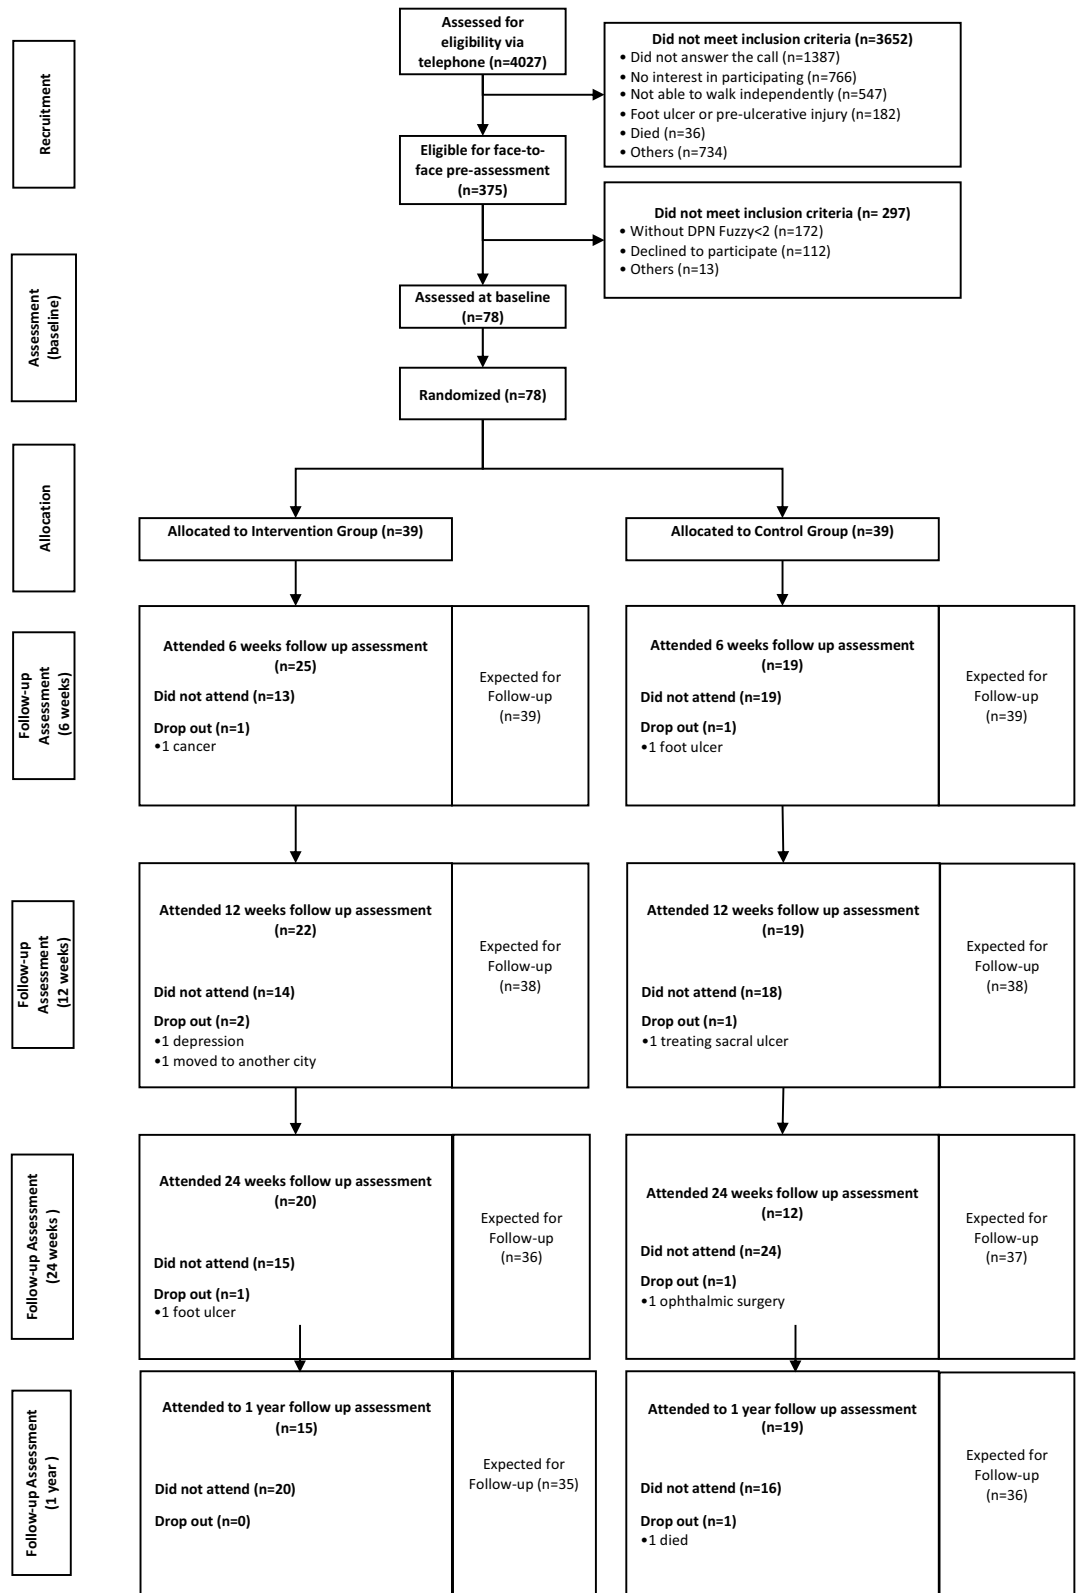 Recruitment
Assessed for
eligibility via
telephone (n=4027)
Did not meet inclusion criteria (n=3652)
• Did not answer the call (n=1387)
• No interest in participating (n=766)
• Not able to walk independently (n=547)
• Foot ulcer or pre-ulcerative injury (n=182)
• Died (n=36)
• Others (n=734)
Eligible for face-to-
face pre-assessment
(n=375)
Did not meet inclusion criteria (n= 297)
• Without DPN Fuzzy<2 (n=172)
• Declined to participate (n=112)
• Others (n=13)
Assessment
(baseline)
Assessed at baseline
(n=78)
Randomized (n=78)
Allocation
Allocated to Intervention Group (n=39)
Allocated to Control Group (n=39)
Follow-up
Assessment
(6 weeks)
Attended 6 weeks follow up assessment
(n=25)
Did not attend (n=13)
Drop out (n=1)
•1 cancer
Expected for
Follow-up
(n=39)
Attended 6 weeks follow up assessment
(n=19)
Did not attend (n=19)
Drop out (n=1)
•1 foot ulcer
Expected for
Follow-up
(n=39)
Follow-up
Assessment
(12 weeks)
Attended 12 weeks follow up assessment
(n=22)
Did not attend (n=14)
Drop out (n=2)
•1 depression
•1 moved to another city
Expected for
Follow-up
(n=38)
Attended 12 weeks follow up assessment
(n=19)
Did not attend (n=18)
Drop out (n=1)
•1 treating sacral ulcer
Expected for
Follow-up
(n=38)
Follow-up Assessment
(24 weeks )
Attended 24 weeks follow up assessment
(n=20)
Did not attend (n=15)
Drop out (n=1)
•1 foot ulcer
Expected for
Follow-up
(n=36)
Attended 24 weeks follow up assessment
(n=12)
Did not attend (n=24)
Drop out (n=1)
•1 ophthalmic surgery
Expected for
Follow-up
(n=37)
Follow-up Assessment
(1 year )
Attended to 1 year follow up assessment
(n=15)
Did not attend (n=20)
Drop out (n=0)
Expected for
Follow-up (n=35)
Attended to 1 year follow up assessment
(n=19)
Did not attend (n=16)
Drop out (n=1)
•1 died
Expected for
Follow-up
(n=36)